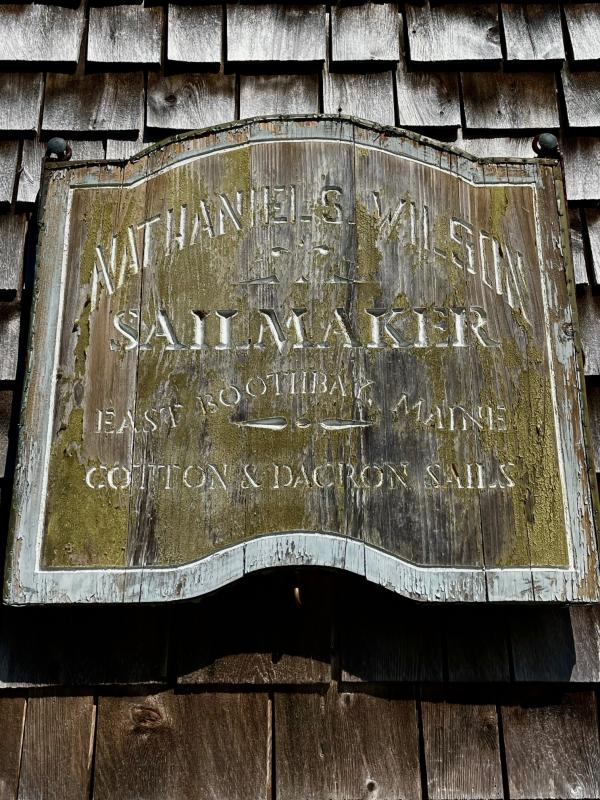 NATHANIEL S. WILSON
SAILMAKER
EAST BOOTHBAY, MAINE
COTTON & DACRON SAILS